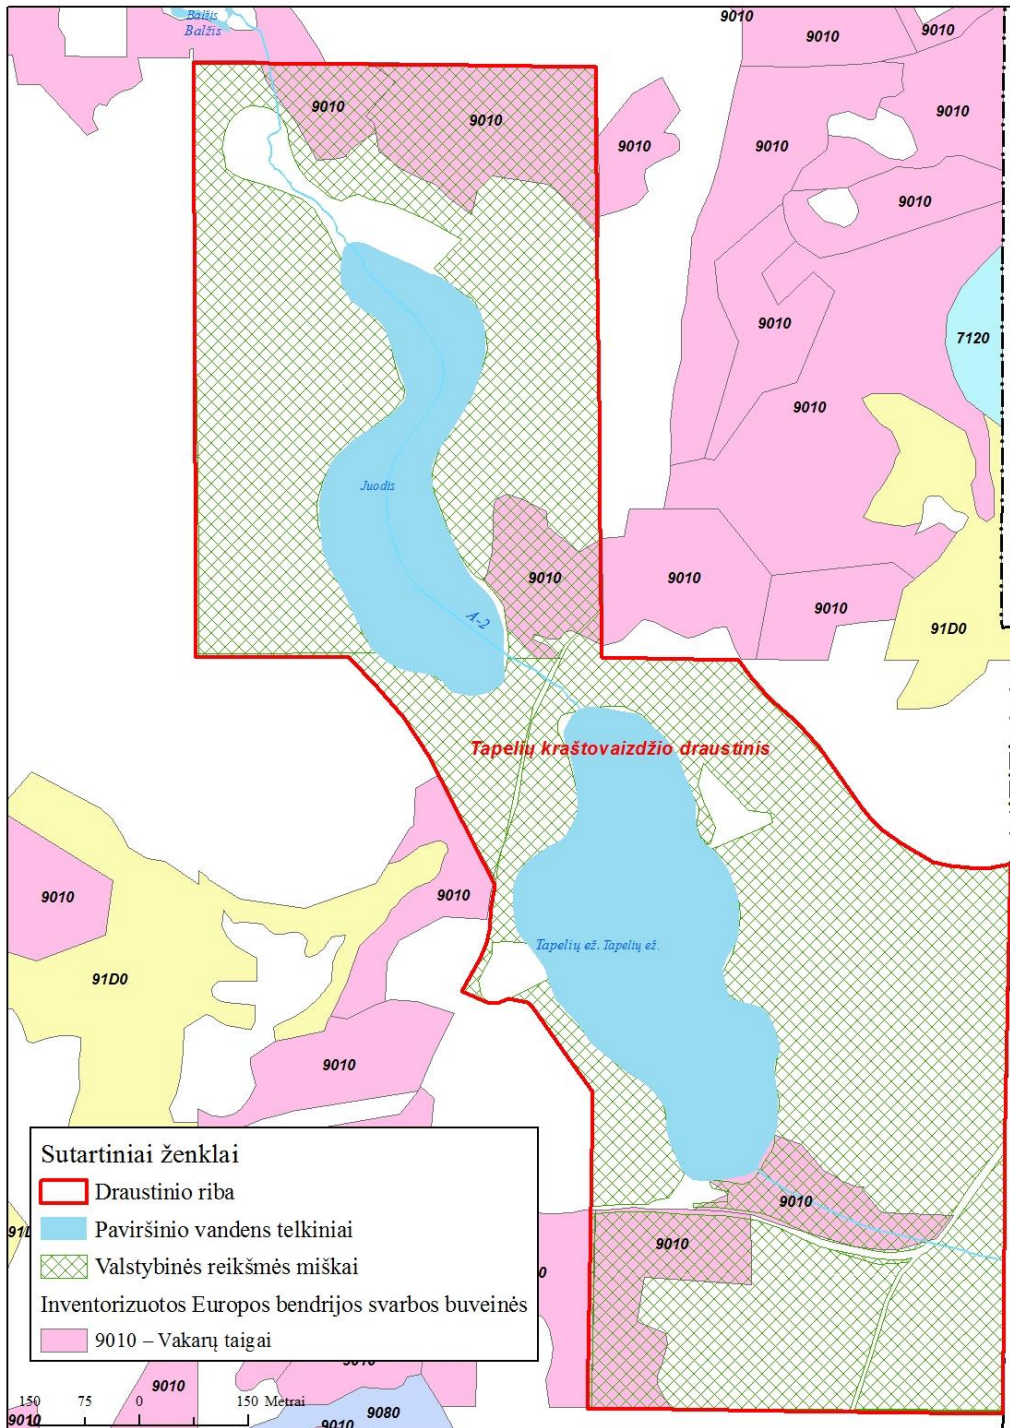 Balžis
Balžis
9010
9010
9010
9010
9010
9010
9010
9010
9010
9010
9010
7120
9010
Juodis
9010
9010
9010
A-2
91D0
Tapelių kraštovaizdžio draustinis
9010
9010
Tapelių ež. Tapelių ež.
91D0
9010
9010
9010
Sutartiniai ženklai
Draustinio riba
Paviršinio vandens telkiniai
Valstybinės reikšmės miškai
Inventorizuotos Europos bendrijos svarbos buveinės
9010 – Vakarų taigai
9010
150 75 0 150 Metrai
9010
9080
9010